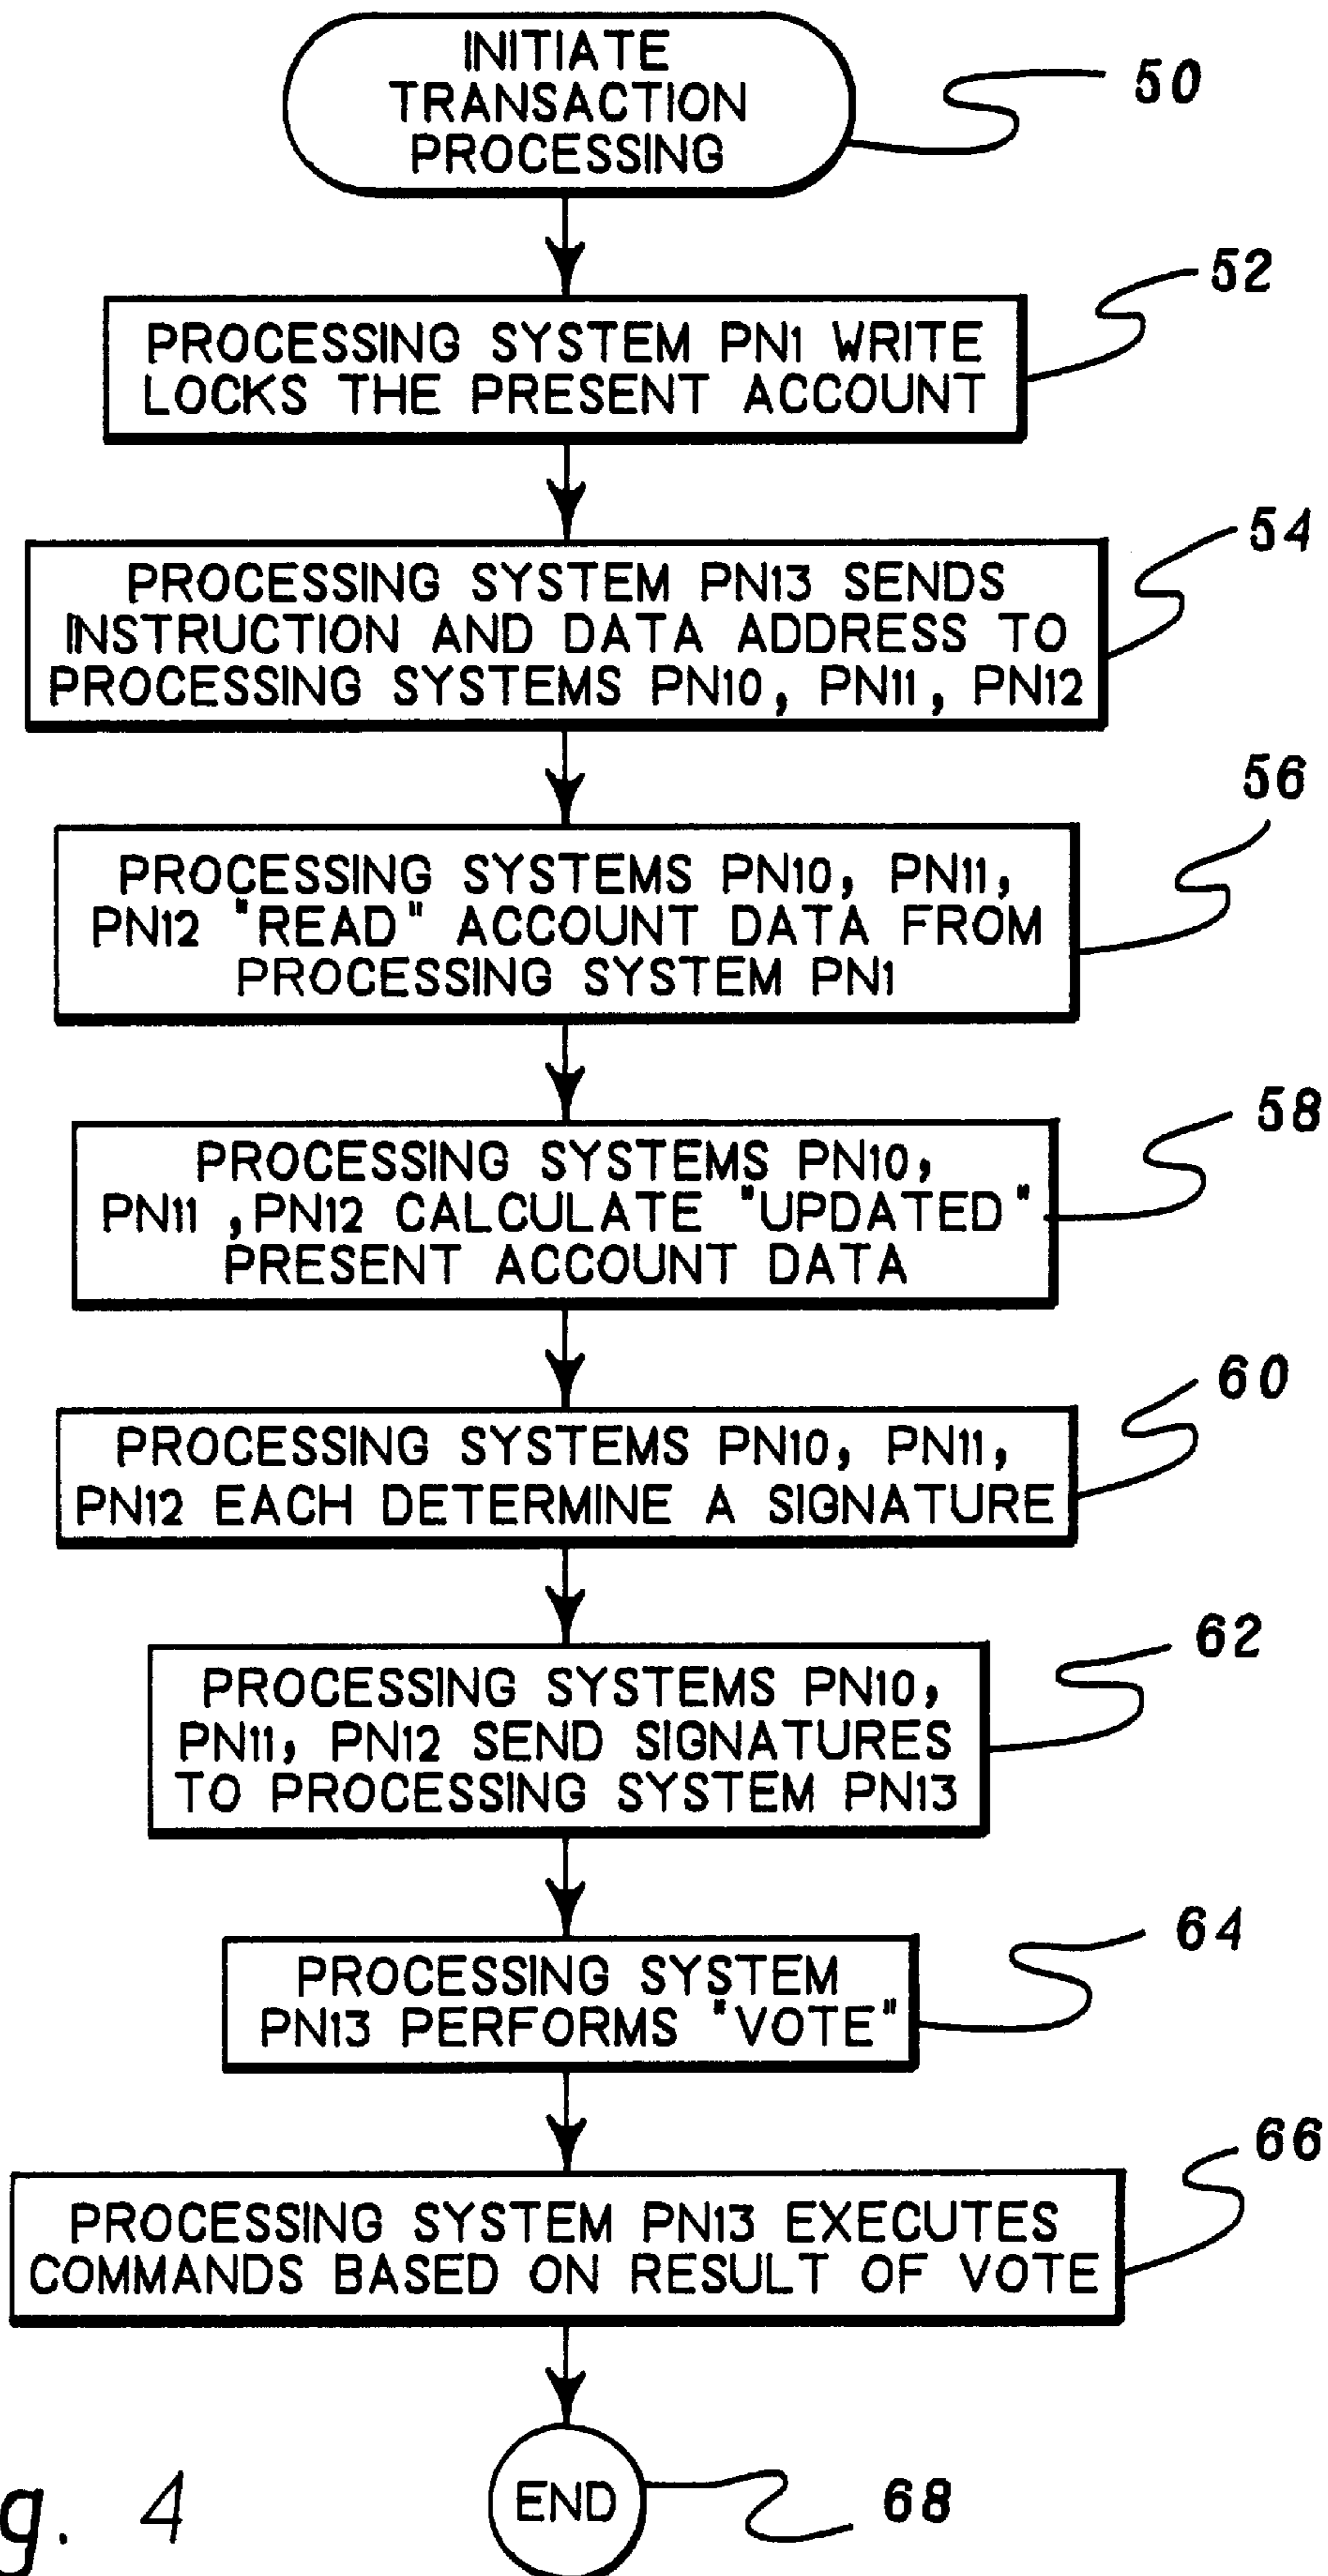 INITIATE
TRANSACTION
PROCESSING
50
52
PROCESSING SYSTEM PN1 WRITE
LOCKS THE PRESENT ACCOUNT
54
PROCESSING SYSTEM PN13 SENDS
INSTRUCTION AND DATA ADDRESS TO
PROCESSING SYSTEMS PN10, PN11, PN12
56
PROCESSING SYSTEMS PN10, PN11,
PN12 "READ" ACCOUNT DATA FROM
PROCESSING SYSTEM PN1
58
PROCESSING SYSTEMS PN10,
PN11 ,PN12 CALCULATE "UPDATED"
PRESENT ACCOUNT DATA
60
PROCESSING SYSTEMS PN10, PN11,
PN12 EACH DETERMINE A SIGNATURE
62
PROCESSING SYSTEMS PN10,
PN11, PN12 SEND SIGNATURES
TO PROCESSING SYSTEM PN13
64
PROCESSING SYSTEM
PN13 PERFORMS "VOTE"
66
PROCESSING SYSTEM PN13 EXECUTES
COMMANDS BASED ON RESULT OF VOTE
END
68
g. 4